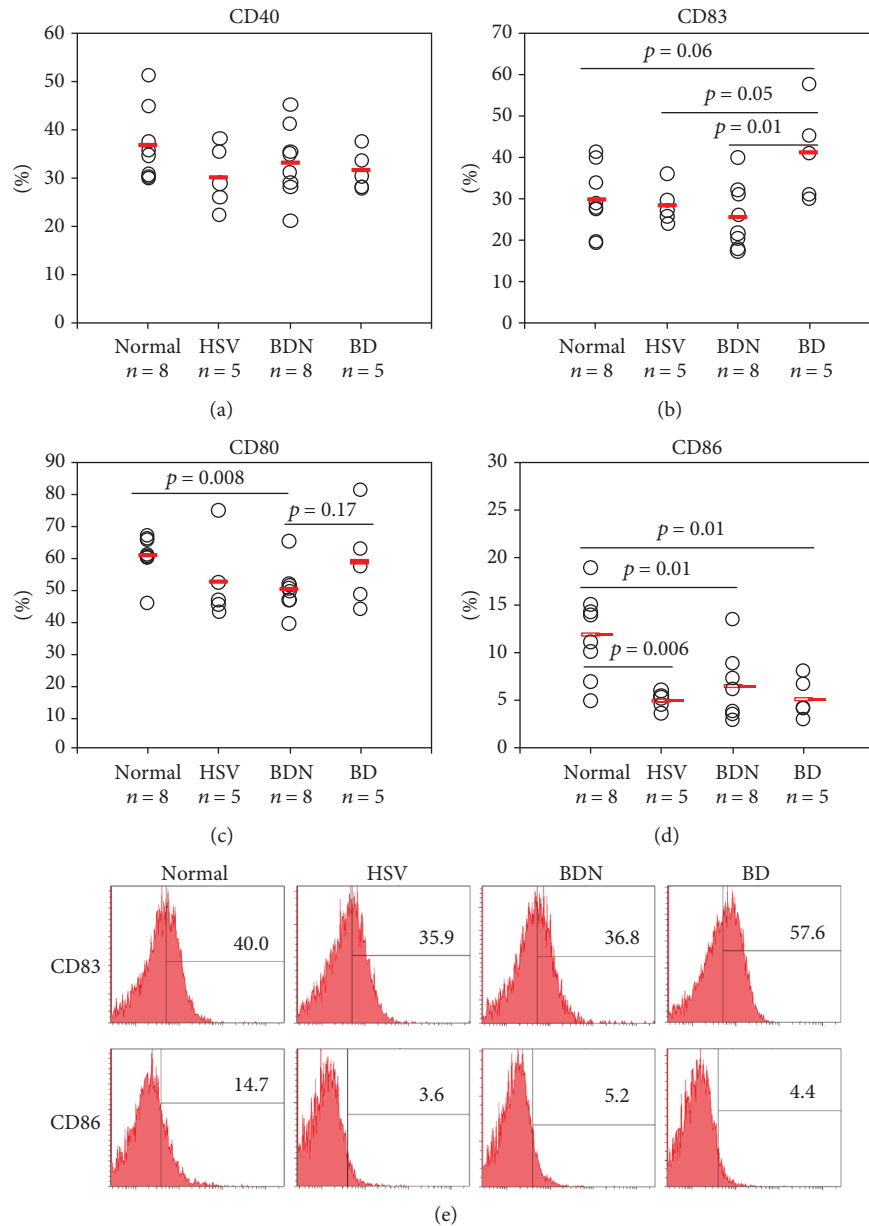 CD40
60
50
40
30
20
10
0
(%)
Normal HSV BDN BD
n = 8 n = 5 n = 8 n = 5
(a)
CD83
70
60
50
40
30
20
10
0
(%)
p = 0.06
p = 0.05
p = 0.01
Normal HSV BDN BD
n = 8 n = 5 n = 8 n = 5
(b)
CD80
90
80
70
60
50
40
30
20
10
0
(%)
p = 0.008
p = 0.17
Normal HSV BDN BD
n = 8 n = 5 n = 8 n = 5
(c)
CD86
30
25
20
15
10
5
0
(%)
p = 0.01
p = 0.01
p = 0.006
Normal HSV BDN BD
n = 8 n = 5 n = 8 n = 5
(d)
Normal HSV BDN BD
CD83 40.0 35.9 36.8 57.6
CD86 14.7 3.6 5.2 4.4
(e)